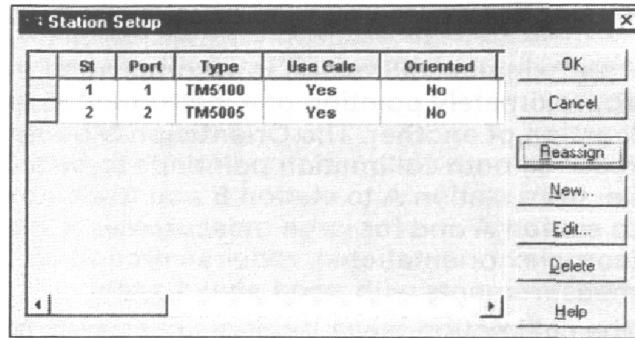 Station Setup
St Port Type Use Calc Oriented
1 1 TM5100 Yes No
2 2 TM5005 Yes No
OK
Cancel
Reassign
New...
Edit...
Delete
Help